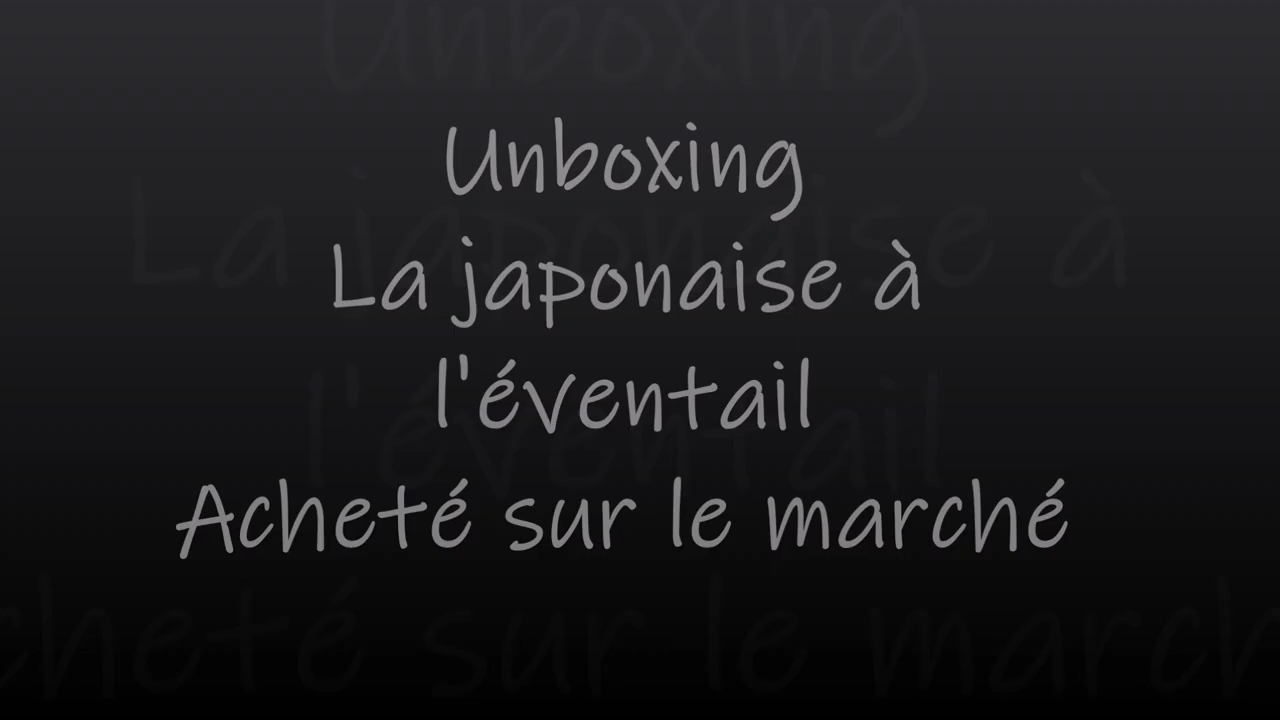 Unboxing
La japonaise à
l'éventail
Acheté sur le marché